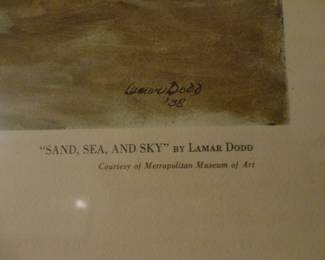 Lamar Dodd
'38
"SAND, SEA, AND SKY" BY LAMAR DODD
Courtesy of Metropolitan Museum of Art